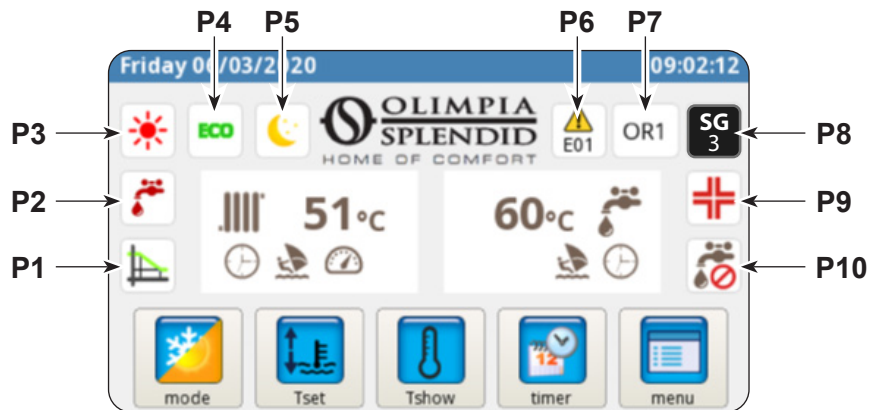 P4 P5 P6 P7
Friday 06/03/2020 09:02:12
P3 ECO OLIMPIA E01 OR1 SG P8
SPLENDID 3
HOME OF COMFORT
P2 51°C 60°C P9
P1 P10
12
mode Tset Tshow timer menu